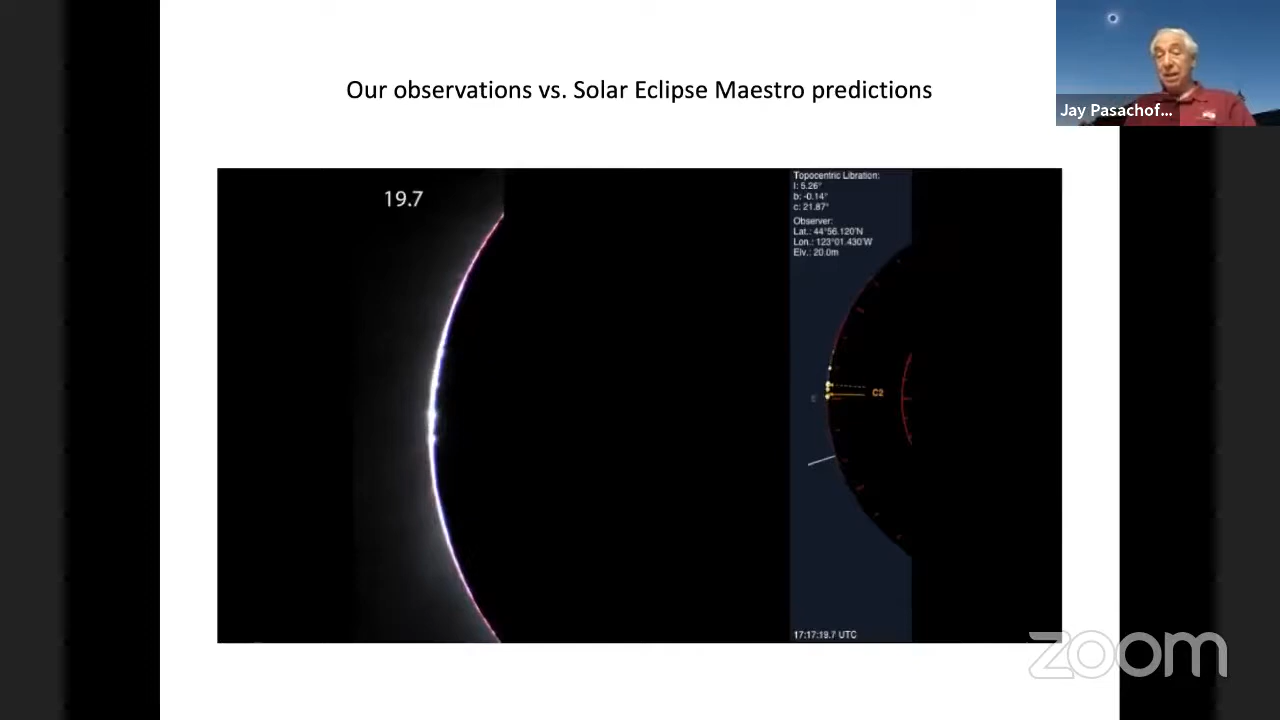 Our observations vs. Solar Eclipse Maestro predictions
Jay Pasachof...
19.7
Topocentric Libration:
l: 5.26°
b: -0.14°
c: 21.87°
Observer:
Lat.: 44°56.120'N
Lon.: 123°01.430'W
Elv.: 20.0m
C2
E
17:17:19.7 UTC
zoom